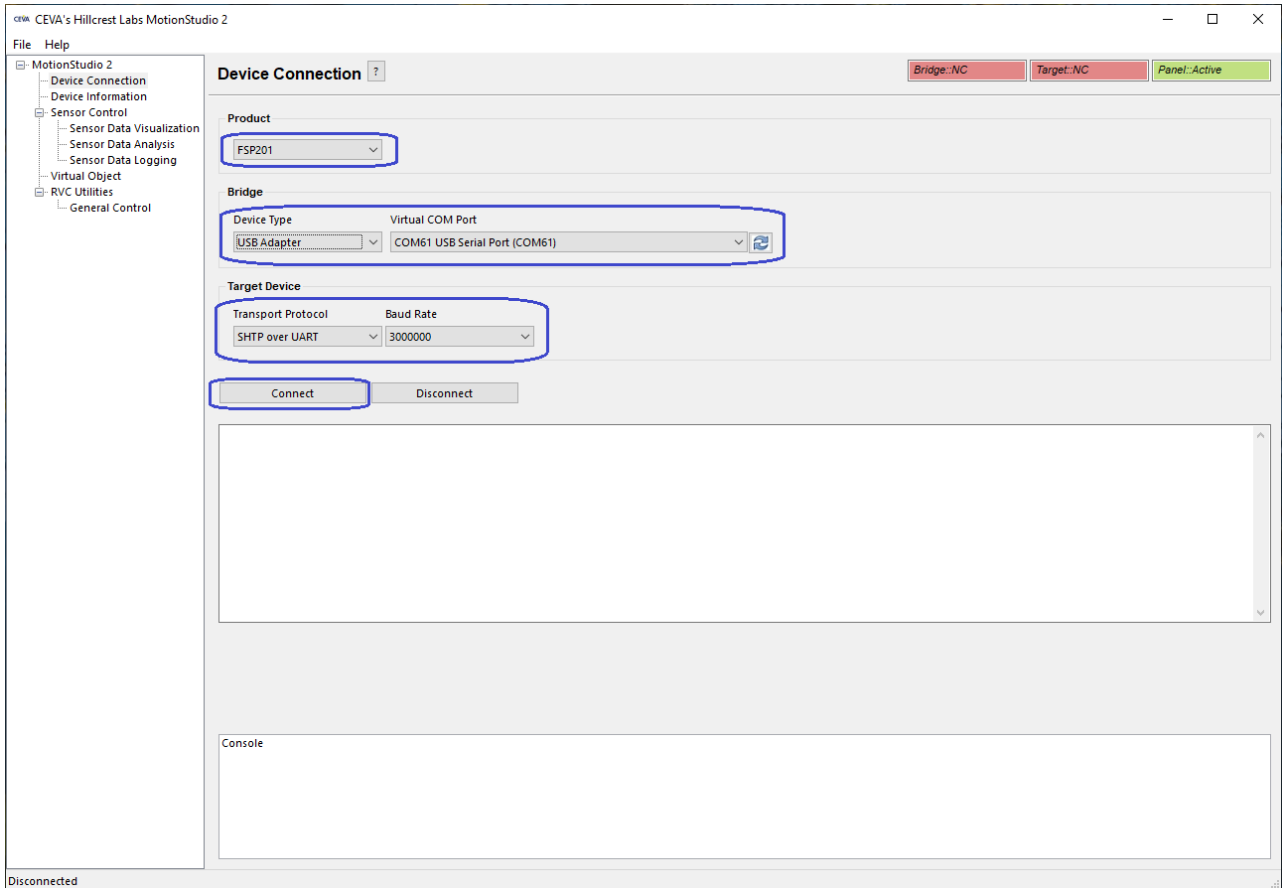 CEVA CEVA's Hillcrest Labs MotionStudio 2
File Help
MotionStudio 2
Device Connection
Device Information
Sensor Control
Sensor Data Visualization
Sensor Data Analysis
Sensor Data Logging
Virtual Object
RVC Utilities
General Control
Device Connection ?
Bridge::NC Target::NC Panel::Active
Product
FSP201
Bridge
Device Type Virtual COM Port
USB Adapter COM61 USB Serial Port (COM61)
Target Device
Transport Protocol Baud Rate
SHTP over UART 3000000
Connect Disconnect
Console
Disconnected